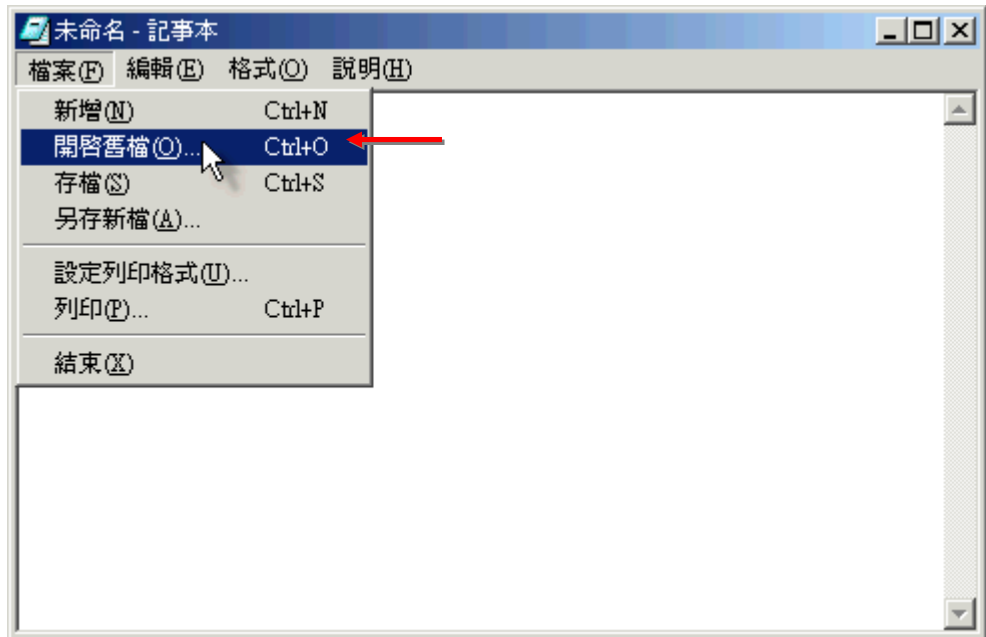 未命名 - 記事本
檔案(F) 編輯(E) 格式(O) 說明(H)
新增(N) Ctrl+N
開啓舊檔(O)... Ctrl+O
存檔(S) Ctrl+S
另存新檔(A)...
設定列印格式(U)...
列印(P)... Ctrl+P
結束(X)